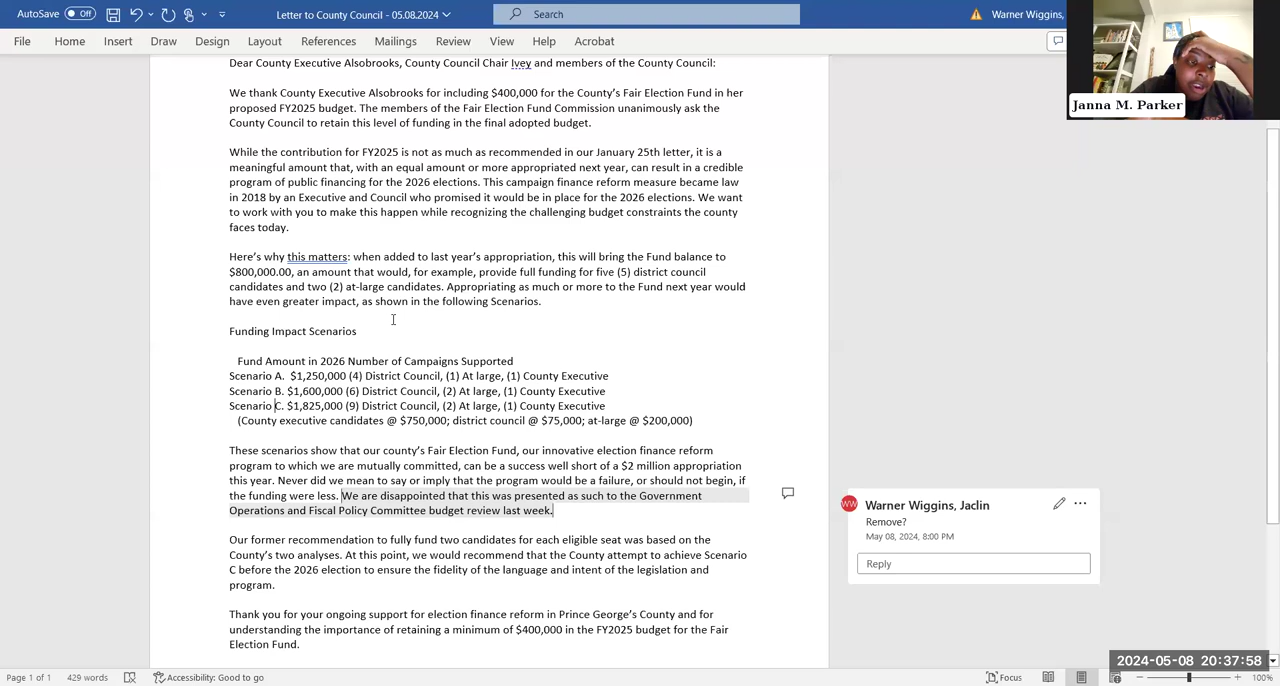 AutoSave Off Letter to County Council - 05.08.2024 Search Warner Wiggins,
File Home Insert Draw Design Layout References Mailings Review View Help Acrobat
Janna M. Parker
Dear County Executive Alsobrooks, County Council Chair Ivey and members of the County Council:
We thank County Executive Alsobrooks for including $400,000 for the County's Fair Election Fund in her
proposed FY2025 budget. The members of the Fair Election Fund Commission unanimously ask the
County Council to retain this level of funding in the final adopted budget.
While the contribution for FY2025 is not as much as recommended in our January 25th letter, it is a
meaningful amount that, with an equal amount or more appropriated next year, can result in a credible
program of public financing for the 2026 elections. This campaign finance reform measure became law
in 2018 by an Executive and Council who promised it would be in place for the 2026 elections. We want
to work with you to make this happen while recognizing the challenging budget constraints the county
faces today.
Here's why this matters: when added to last year's appropriation, this will bring the Fund balance to
$800,000.00, an amount that would, for example, provide full funding for five (5) district council
candidates and two (2) at-large candidates. Appropriating as much or more to the Fund next year would
have even greater impact, as shown in the following Scenarios.
Funding Impact Scenarios
Fund Amount in 2026 Number of Campaigns Supported
Scenario A. $1,250,000 (4) District Council, (1) At large, (1) County Executive
Scenario B. $1,600,000 (6) District Council, (2) At large, (1) County Executive
Scenario C. $1,825,000 (9) District Council, (2) At large, (1) County Executive
(County executive candidates @ $750,000; district council @ $75,000; at-large @ $200,000)
These scenarios show that our county's Fair Election Fund, our innovative election finance reform
program to which we are mutually committed, can be a success well short of a $2 million appropriation
this year. Never did we mean to say or imply that the program would be a failure, or should not begin, if
the funding were less. We are disappointed that this was presented as such to the Government
Operations and Fiscal Policy Committee budget review last week.
Warner Wiggins, Jaclin
Remove?
May 08, 2024, 8:00 PM
Reply
Our former recommendation to fully fund two candidates for each eligible seat was based on the
County's two analyses. At this point, we would recommend that the County attempt to achieve Scenario
C before the 2026 election to ensure the fidelity of the language and intent of the legislation and
program.
Thank you for your ongoing support for election finance reform in Prince George's County and for
understanding the importance of retaining a minimum of $400,000 in the FY2025 budget for the Fair
Election Fund.
2024-05-08 20:37:58
Page 1 of 1 429 words Accessibility: Good to go Focus 100%